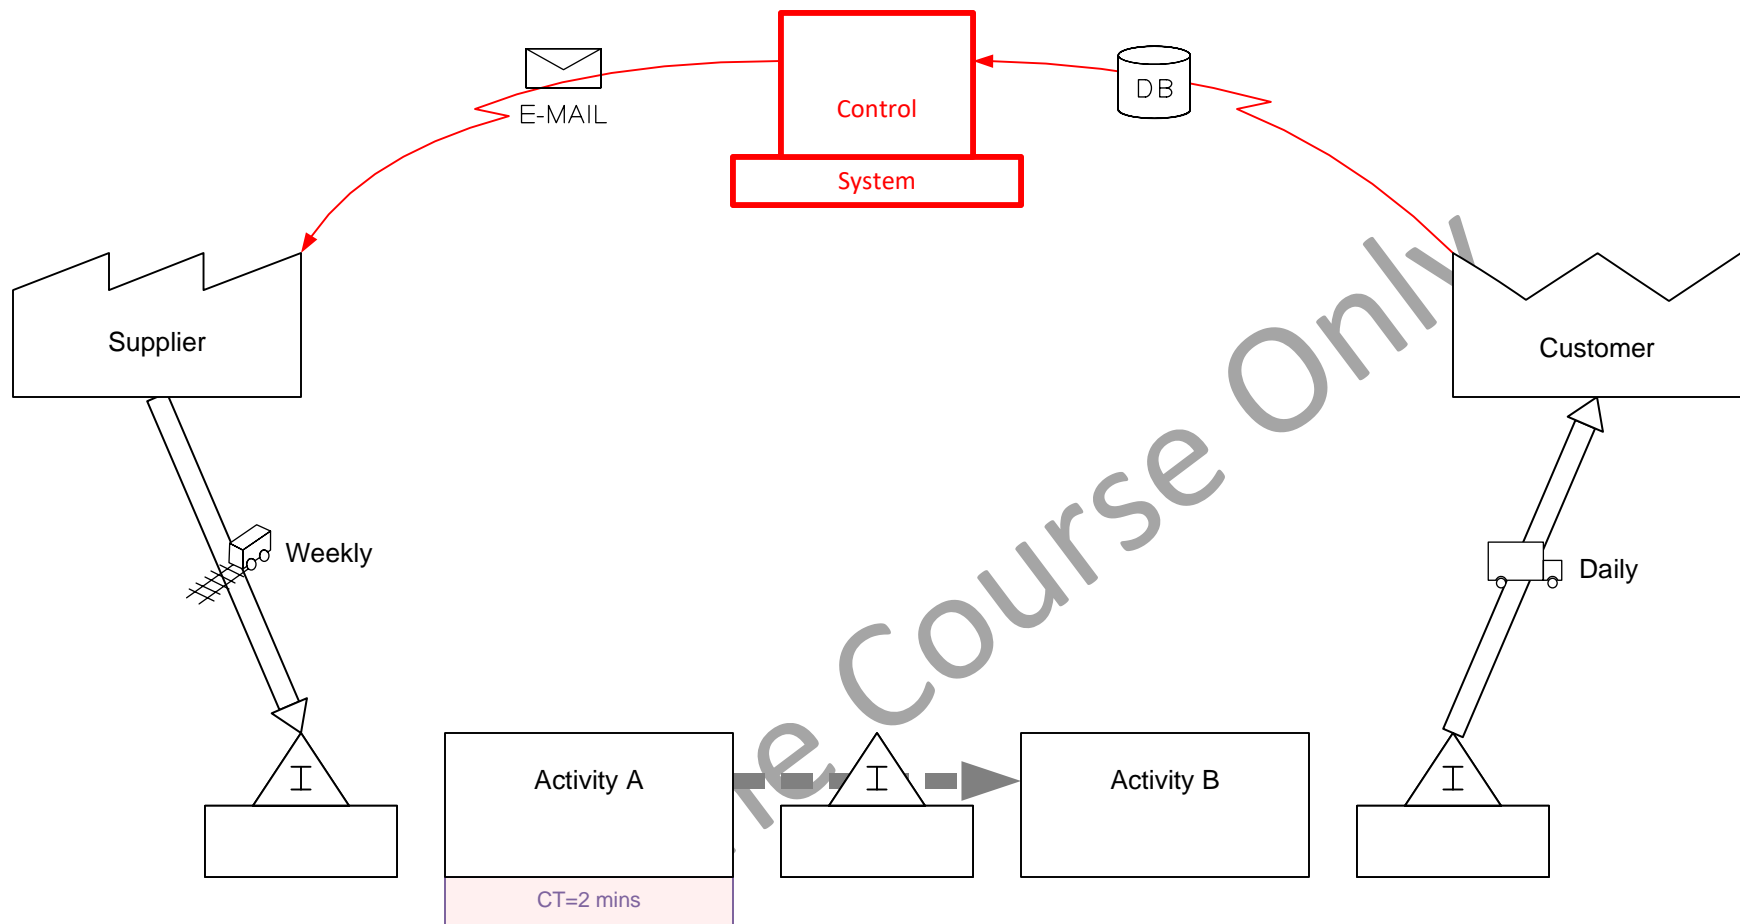 E-MAIL
Control
System
DB
Supplier
Customer
Weekly
Daily
I
Activity A
I
Activity B
I
CT=2 mins
Course Only